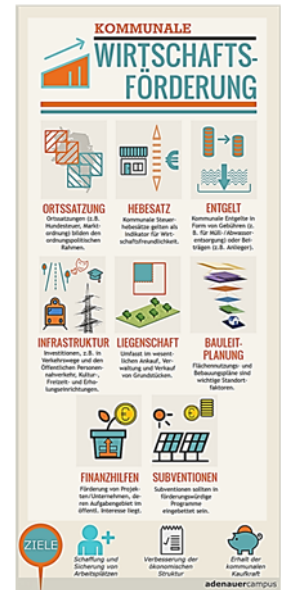 KOMMUNALE
WIRTSCHAFTS-
FÖRDERUNG
ORTSSATZUNG
Ortssatzungen (z.B.
Hundesteuer, Markt-
ordnung) bilden den
ordnungspolitischen
Rahmen.
HEBESATZ
Kommunale Steuer-
hebesätze gelten als
Indikator für Wirt-
schaftsfreundlichkeit.
ENTGELT
Kommunale Entgelte in
Form von Gebühren (z.
B. für Müll-/Abwasser-
entsorgung) oder Bei-
trägen (z.B. Anlieger).
INFRASTRUKTUR
Investitionen, z.B. in
Verkehrswege und den
Öffentlichen Personen-
nahverkehr, Kultur-,
Freizeit- und Erho-
lungseinrichtungen.
LIEGENSCHAFT
Umfasst im wesent-
lichen Ankauf, Ver-
waltung und Verkauf
von Grundstücken.
BAULEIT-
PLANUNG
Flächennutzungs- und
Bebauungspläne sind
wichtige Standort-
faktoren.
FINANZHILFEN
Förderung von Projek-
ten/Unternehmen, de-
ren Aufgabengebiet im
öffentl. Interesse liegt.
SUBVENTIONEN
Subventionen sollten in
förderungswürdige
Programme
eingebettet sein.
ZIELE
Schaffung und
Sicherung von
Arbeitsplätzen
Verbesserung der
ökonomischen
Struktur
Erhalt der
kommunalen
Kaufkraft
adenauercampus